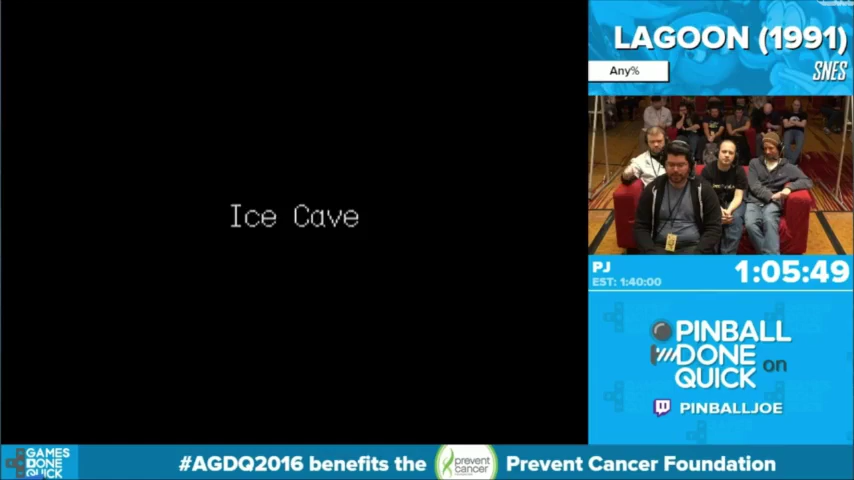 Ice Cave
LAGOON (1991)
Any%
SNES
PJ
1:05:49
EST: 1:40:00
PINBALL
DONE
QUICK
on
PINBALLJOE
GAMES
DONE
QUICK
#AGDQ2016 benefits the
prevent
cancer
Prevent Cancer Foundation